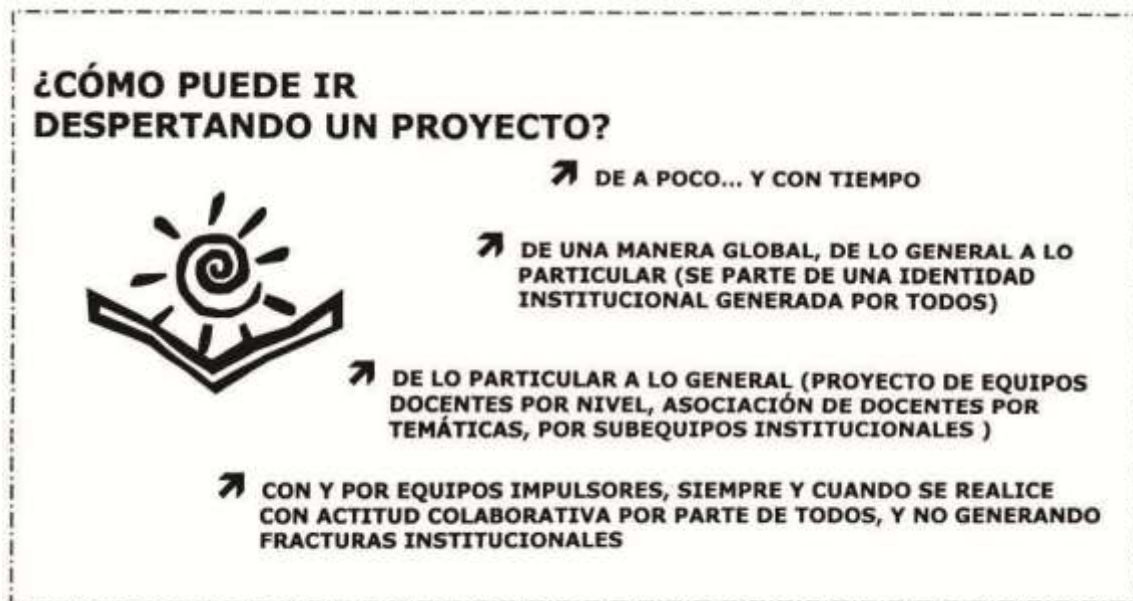 ¿CÓMO PUEDE IR
DESPERTANDO UN PROYECTO?
DE A POCO... Y CON TIEMPO
DE UNA MANERA GLOBAL, DE LO GENERAL A LO
PARTICULAR (SE PARTE DE UNA IDENTIDAD
INSTITUCIONAL GENERADA POR TODOS)
DE LO PARTICULAR A LO GENERAL (PROYECTO DE EQUIPOS
DOCENTES POR NIVEL, ASOCIACIÓN DE DOCENTES POR
TEMÁTICAS, POR SUBEQUIPOS INSTITUCIONALES )
CON Y POR EQUIPOS IMPULSORES, SIEMPRE Y CUANDO SE REALICE
CON ACTITUD COLABORATIVA POR PARTE DE TODOS, Y NO GENERANDO
FRACTURAS INSTITUCIONALES